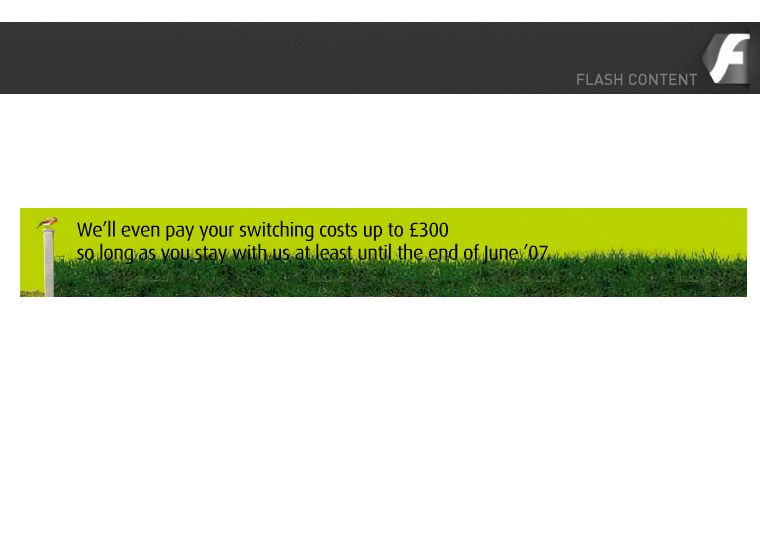 FLASH CONTENT
We'll even pay your switching costs up to £300
so long as you stay with us at least until the end of June '07.